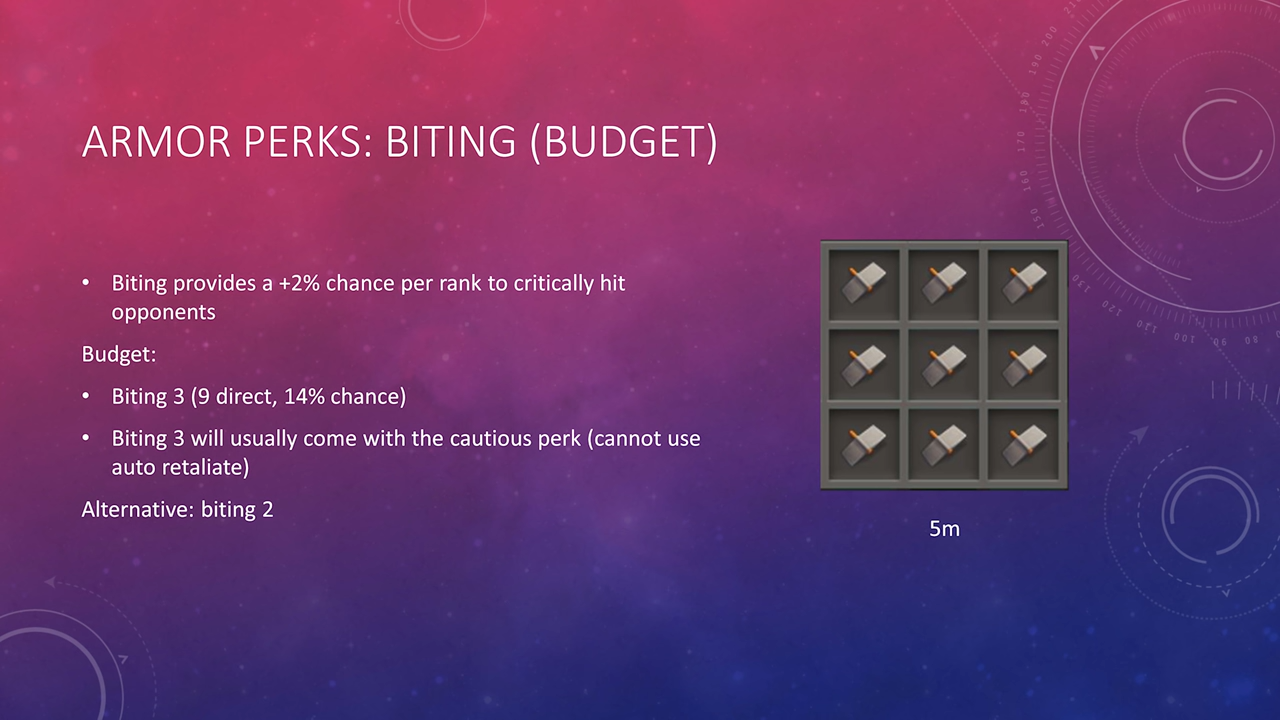 ARMOR PERKS: BITING (BUDGET)
• Biting provides a +2% chance per rank to critically hit
opponents
Budget:
• Biting 3 (9 direct, 14% chance)
• Biting 3 will usually come with the cautious perk (cannot use
auto retaliate)
Alternative: biting 2
5m